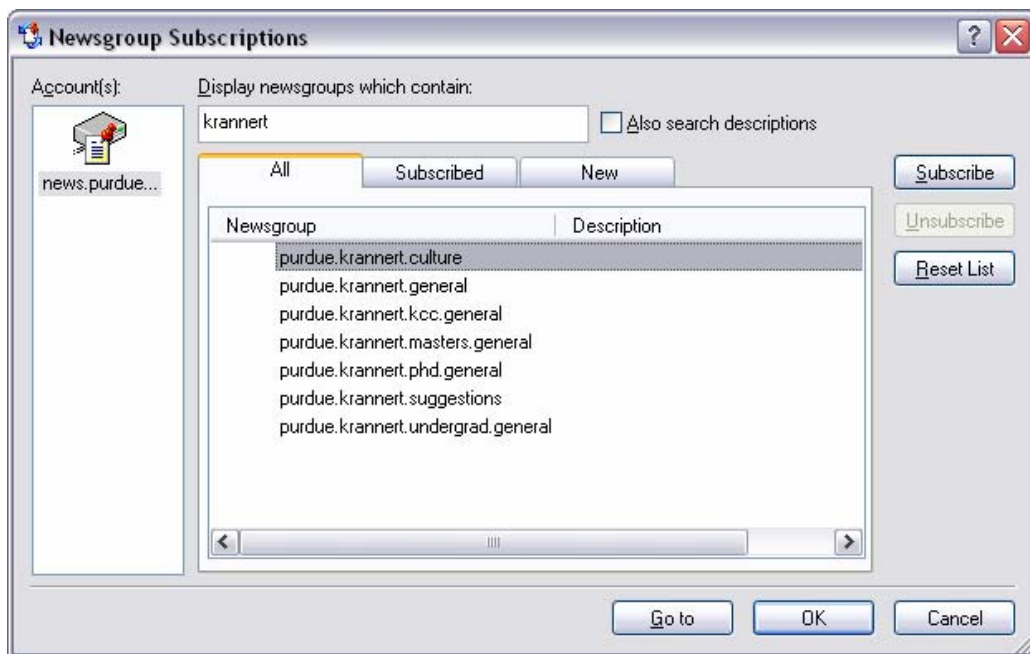 Newsgroup Subscriptions
Account(s):
Display newsgroups which contain:
krannert
Also search descriptions
news.purdue...
All
Subscribed
New
Subscribe
Unsubscribe
Reset List
Newsgroup
Description
purdue.krannert.culture
purdue.krannert.general
purdue.krannert.kcc.general
purdue.krannert.masters.general
purdue.krannert.phd.general
purdue.krannert.suggestions
purdue.krannert.undergrad.general
Go to
OK
Cancel